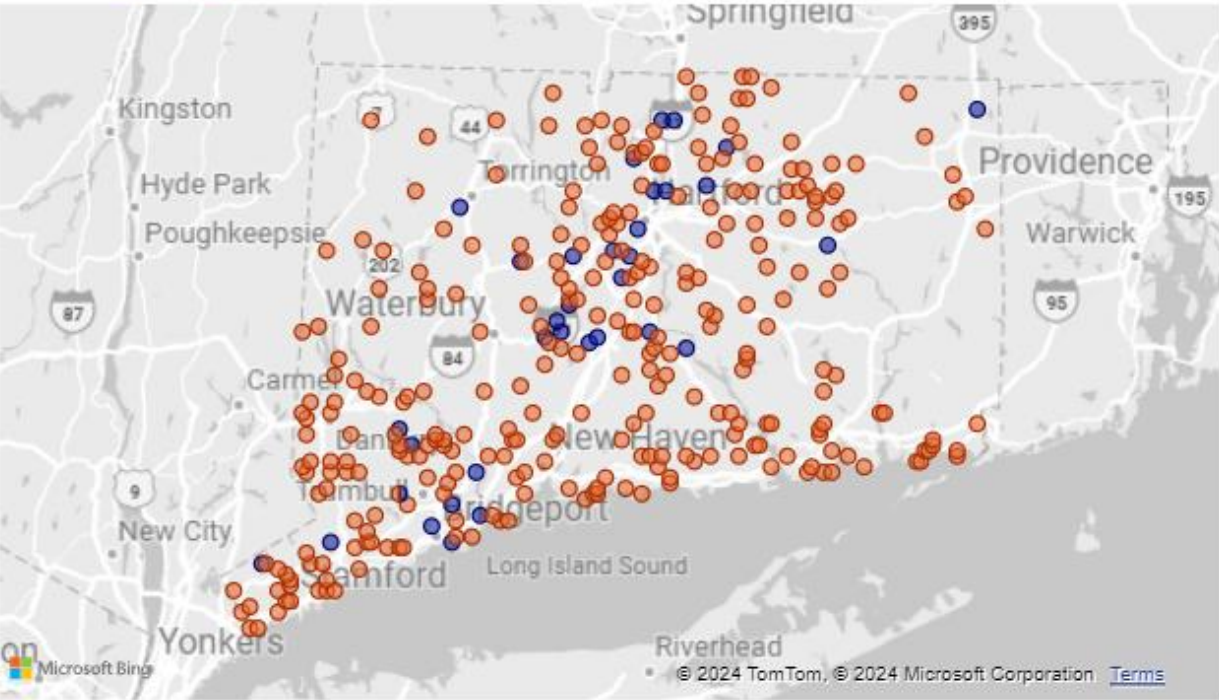 Springfield
395
Kingston
7
44
Torrington
Providence
Hyde Park
Hartford
195
Poughkeepsie
Warwick
202
87
Waterbury
95
84
Carmel
New Haven
9
Trumbull
Bridgeport
New City
Long Island Sound
Stamford
Yonkers
Riverhead
on
Microsoft Bing
© 2024 TomTom, © 2024 Microsoft Corporation Terms